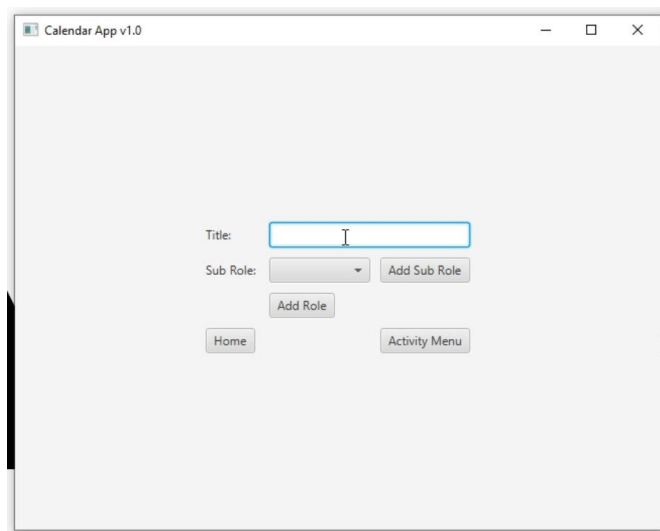 Calendar App v1.0
Title:
Sub Role: Add Sub Role
Add Role
Home Activity Menu